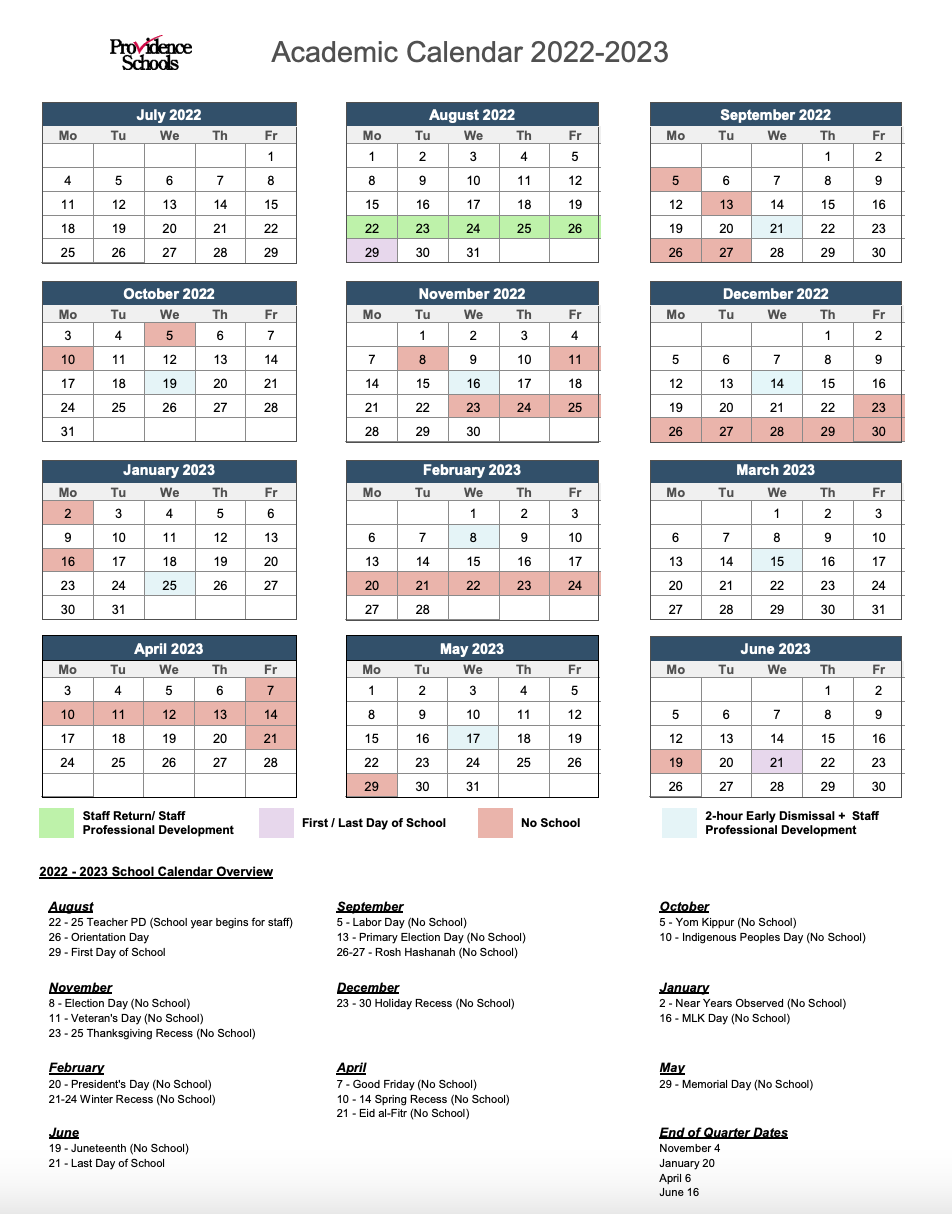 Providence
Schools
Academic Calendar 2022-2023
July 2022
Mo Tu We Th Fr
1
4 5 6 7 8
11 12 13 14 15
18 19 20 21 22
25 26 27 28 29
August 2022
Mo Tu We Th Fr
1 2 3 4 5
8 9 10 11 12
15 16 17 18 19
22 23 24 25 26
29 30 31
September 2022
Mo Tu We Th Fr
1 2
5 6 7 8 9
12 13 14 15 16
19 20 21 22 23
26 27 28 29 30
October 2022
Mo Tu We Th Fr
3 4 5 6 7
10 11 12 13 14
17 18 19 20 21
24 25 26 27 28
31
November 2022
Mo Tu We Th Fr
1 2 3 4
7 8 9 10 11
14 15 16 17 18
21 22 23 24 25
28 29 30
December 2022
Mo Tu We Th Fr
1 2
5 6 7 8 9
12 13 14 15 16
19 20 21 22 23
26 27 28 29 30
January 2023
Mo Tu We Th Fr
2 3 4 5 6
9 10 11 12 13
16 17 18 19 20
23 24 25 26 27
30 31
February 2023
Mo Tu We Th Fr
1 2 3
6 7 8 9 10
13 14 15 16 17
20 21 22 23 24
27 28
March 2023
Mo Tu We Th Fr
1 2 3
6 7 8 9 10
13 14 15 16 17
20 21 22 23 24
27 28 29 30 31
April 2023
Mo Tu We Th Fr
3 4 5 6 7
10 11 12 13 14
17 18 19 20 21
24 25 26 27 28
May 2023
Mo Tu We Th Fr
1 2 3 4 5
8 9 10 11 12
15 16 17 18 19
22 23 24 25 26
29 30 31
June 2023
Mo Tu We Th Fr
1 2
5 6 7 8 9
12 13 14 15 16
19 20 21 22 23
26 27 28 29 30
Staff Return/ Staff
Professional Development
First / Last Day of School
No School
2-hour Early Dismissal + Staff
Professional Development
2022 - 2023 School Calendar Overview
August
22 - 25 Teacher PD (School year begins for staff)
26 - Orientation Day
29 - First Day of School
September
5 - Labor Day (No School)
13 - Primary Election Day (No School)
26-27 - Rosh Hashanah (No School)
October
5 - Yom Kippur (No School)
10 - Indigenous Peoples Day (No School)
November
8 - Election Day (No School)
11 - Veteran's Day (No School)
23 - 25 Thanksgiving Recess (No School)
December
23 - 30 Holiday Recess (No School)
January
2 - Near Years Observed (No School)
16 - MLK Day (No School)
February
20 - President's Day (No School)
21-24 Winter Recess (No School)
April
7 - Good Friday (No School)
10 - 14 Spring Recess (No School)
21 - Eid al-Fitr (No School)
May
29 - Memorial Day (No School)
June
19 - Juneteenth (No School)
21 - Last Day of School
End of Quarter Dates
November 4
January 20
April 6
June 16